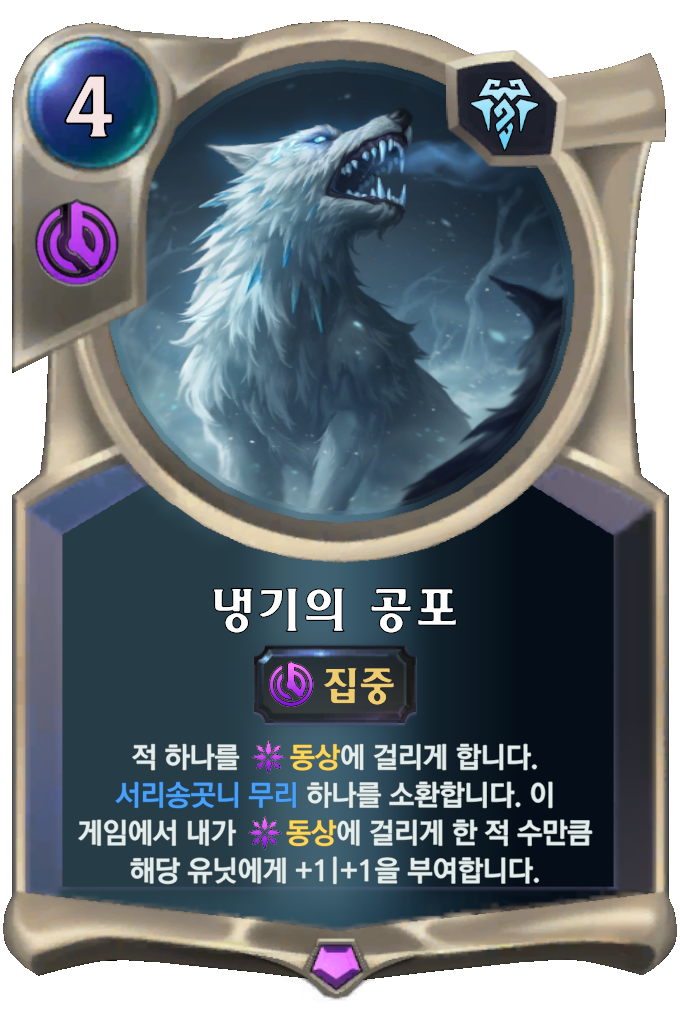 4
냉기의 공포
집중
적 하나를 동상에 걸리게 합니다.
서리송곳니 무리 하나를 소환합니다. 이
게임에서 내가 동상에 걸리게 한 적 수만큼
해당 유닛에게 +1|+1을 부여합니다.